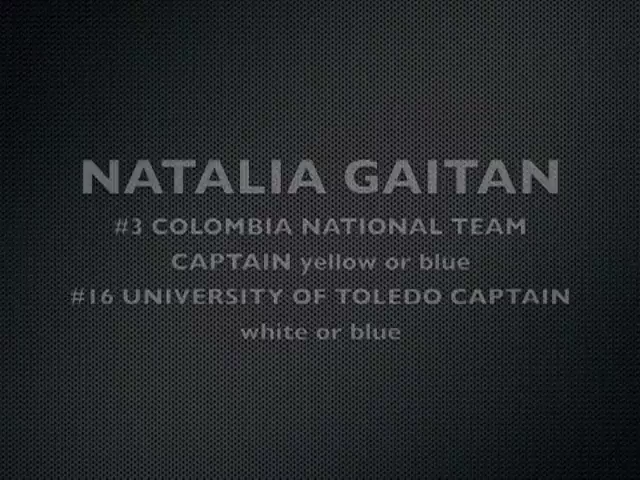 NATALIA GAITAN
#3 COLOMBIA NATIONAL TEAM
CAPTAIN yellow or blue
#16 UNIVERSITY OF TOLEDO CAPTAIN
white or blue